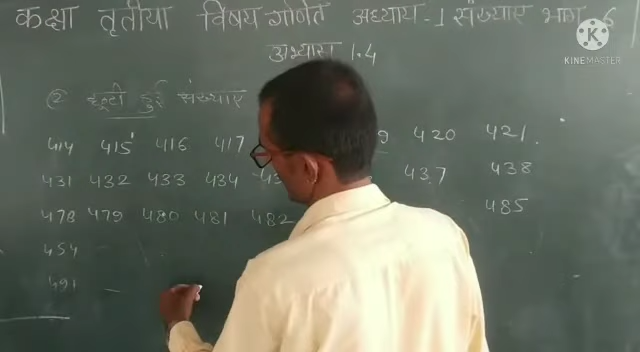 कक्षा तृतीया विषय गणित अध्याय-1 संख्याए भाग-6
अभ्यास 1.4
② छूटी हुई संख्याए
414 415 416 417 9 420 421
431 432 433 434 43 437 438
478 479 480 481 482 485
454
491
KINEMASTER